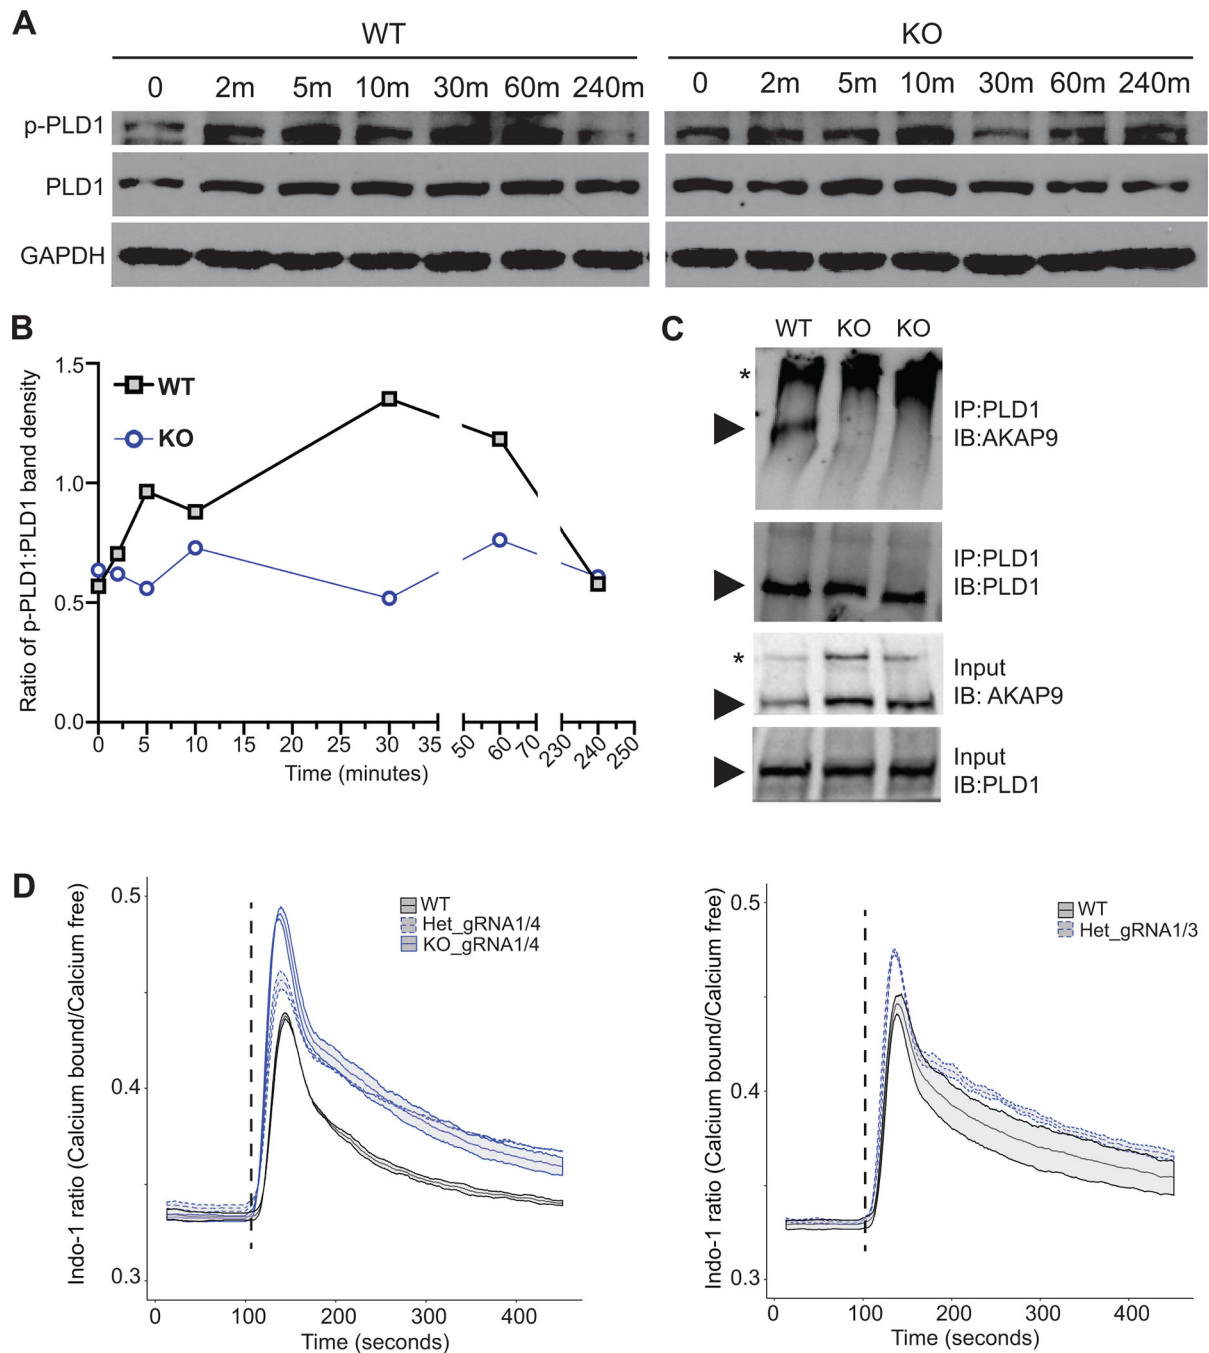 A
WT
KO
0 2m 5m 10m 30m 60m 240m
0 2m 5m 10m 30m 60m 240m
p-PLD1
PLD1
GAPDH
B
Ratio of p-PLD1:PLD1 band density
1.5
1.0
0.5
0.0
WT
KO
0 5 10 15 20 25 30 35 50 60 70 230 240 250
Time (minutes)
C
WT KO KO
*
IP:PLD1
IB:AKAP9
IP:PLD1
IB:PLD1
*
Input
IB: AKAP9
Input
IB:PLD1
D
Indo-1 ratio (Calcium bound/Calcium free)
0.5
0.4
0.3
WT
Het_gRNA1/4
KO_gRNA1/4
0 100 200 300 400
Time (seconds)
Indo-1 ratio (Calcium bound/Calcium free)
0.5
0.4
0.3
WT
Het_gRNA1/3
0 100 200 300 400
Time (seconds)